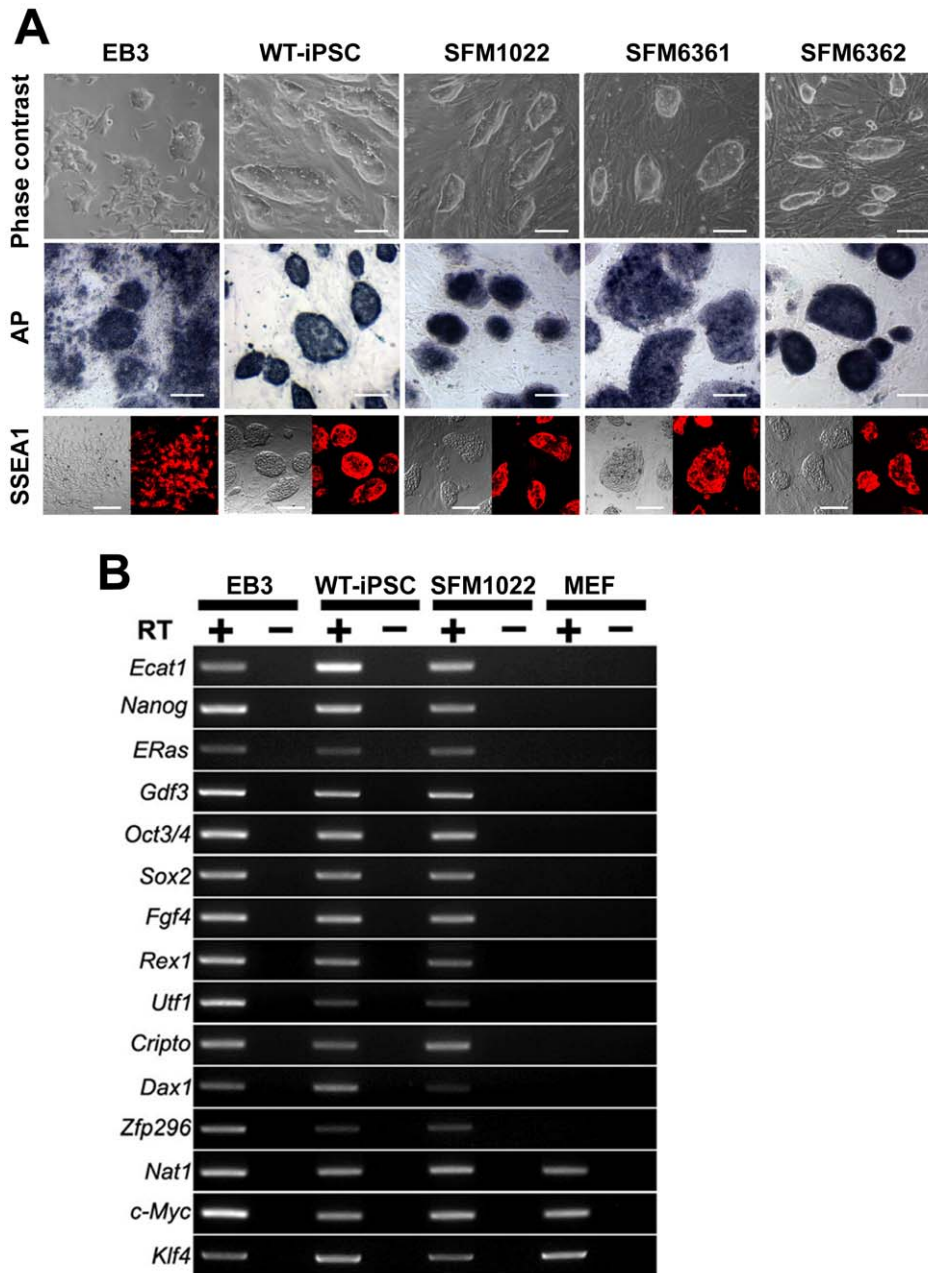 A
EB3 WT-iPSC SFM1022 SFM6361 SFM6362
Phase contrast
AP
SSEA1
B
EB3 WT-iPSC SFM1022 MEF
RT + − + − + − + −
Ecat1
Nanog
ERas
Gdf3
Oct3/4
Sox2
Fgf4
Rex1
Utf1
Cripto
Dax1
Zfp296
Nat1
c-Myc
Klf4